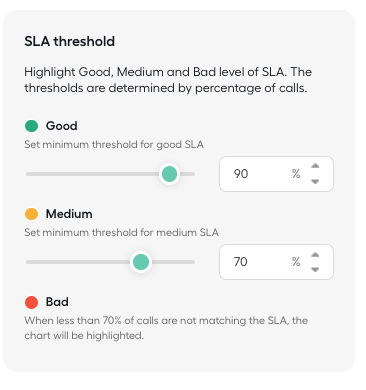 SLA threshold
Highlight Good, Medium and Bad level of SLA. The
thresholds are determined by percentage of calls.
Good
Set minimum threshold for good SLA
90 %
Medium
Set minimum threshold for medium SLA
70 %
Bad
When less than 70% of calls are not matching the SLA, the
chart will be highlighted.